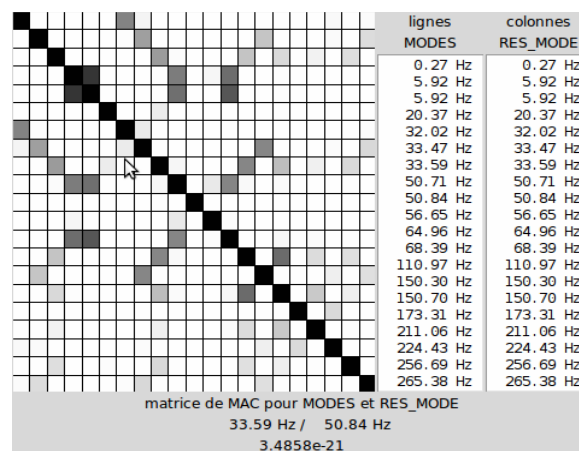 lignes colonnes
MODES RES_MODE
0.27 Hz 0.27 Hz
5.92 Hz 5.92 Hz
5.92 Hz 5.92 Hz
20.37 Hz 20.37 Hz
32.02 Hz 32.02 Hz
33.47 Hz 33.47 Hz
33.59 Hz 33.59 Hz
50.71 Hz 50.71 Hz
50.84 Hz 50.84 Hz
56.65 Hz 56.65 Hz
64.96 Hz 64.96 Hz
68.39 Hz 68.39 Hz
110.97 Hz 110.97 Hz
150.30 Hz 150.30 Hz
150.70 Hz 150.70 Hz
173.31 Hz 173.31 Hz
211.06 Hz 211.06 Hz
224.43 Hz 224.43 Hz
256.69 Hz 256.69 Hz
265.38 Hz 265.38 Hz
matrice de MAC pour MODES et RES_MODE
33.59 Hz / 50.84 Hz
3.4858e-21